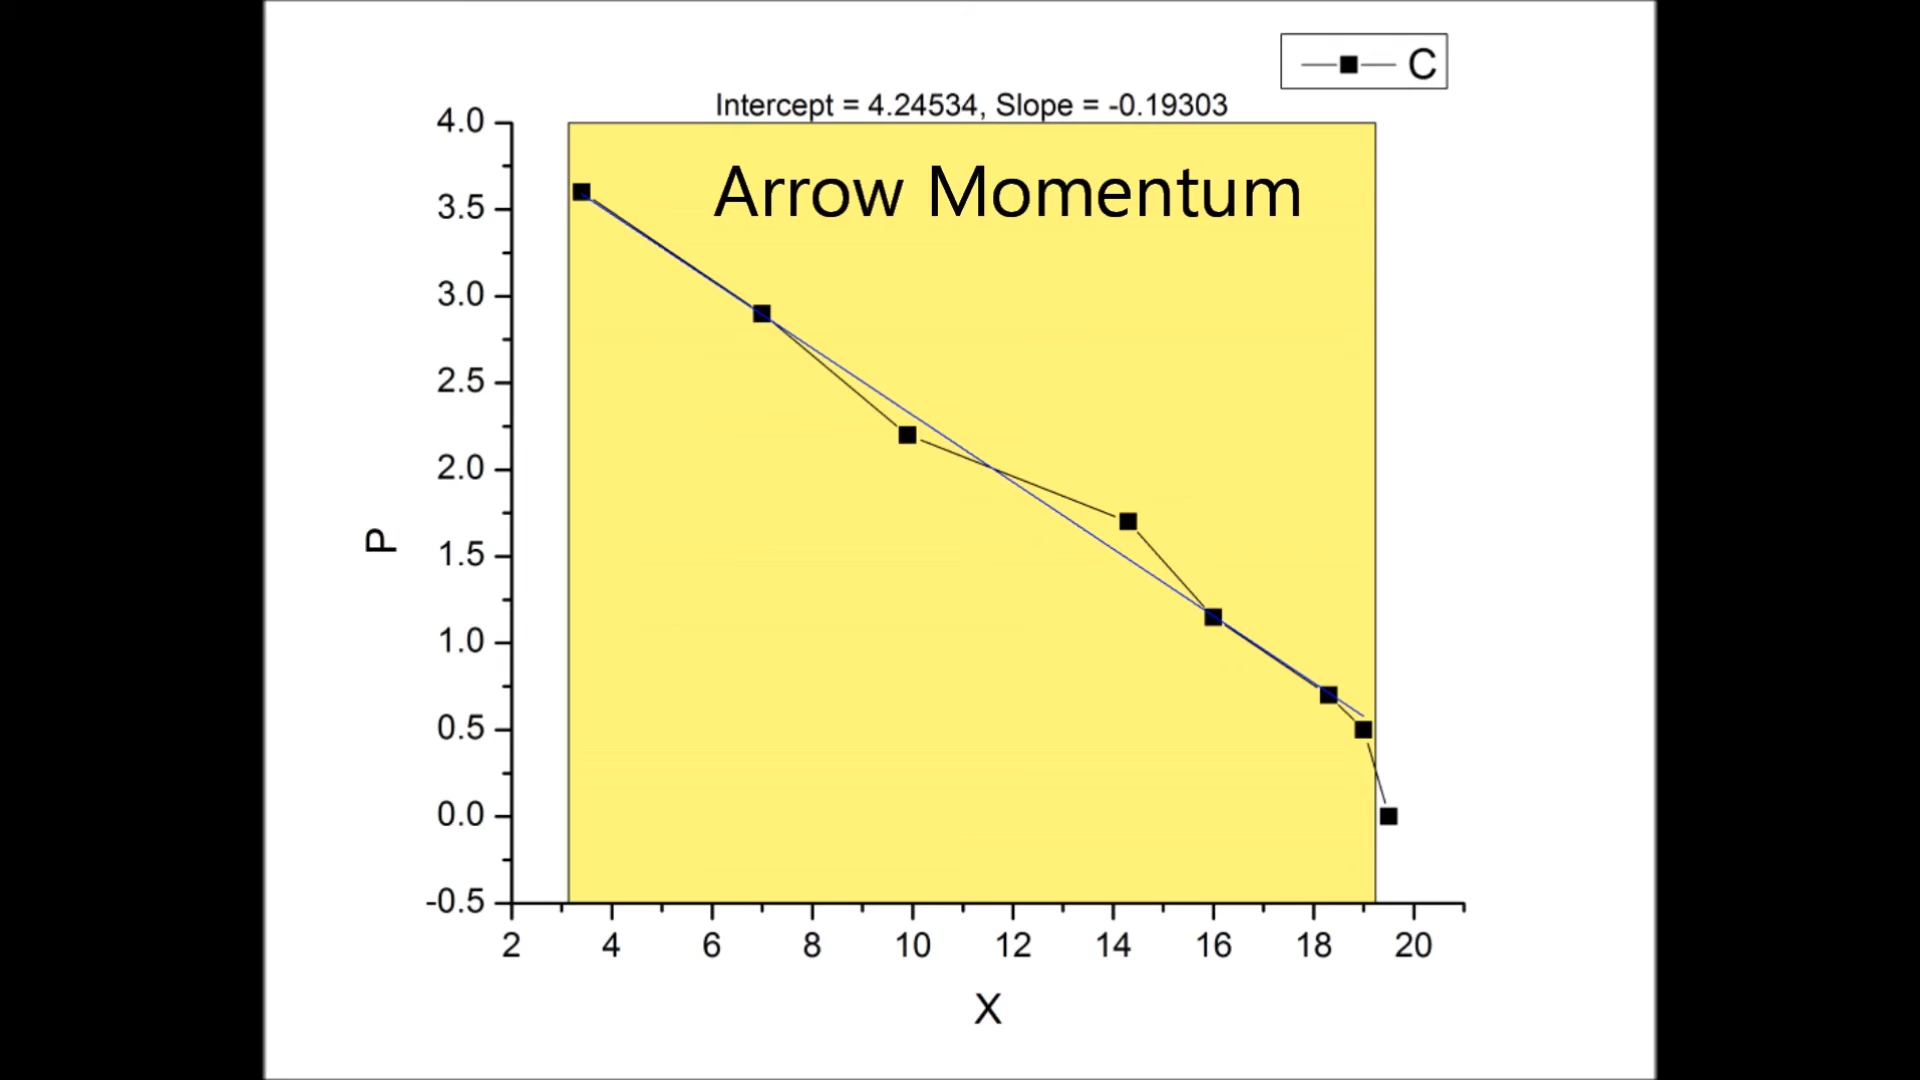 C
Intercept = 4.24534, Slope = -0.19303
Arrow Momentum
4.0
3.5
3.0
2.5
2.0
1.5
1.0
0.5
0.0
-0.5
P
2 4 6 8 10 12 14 16 18 20
X